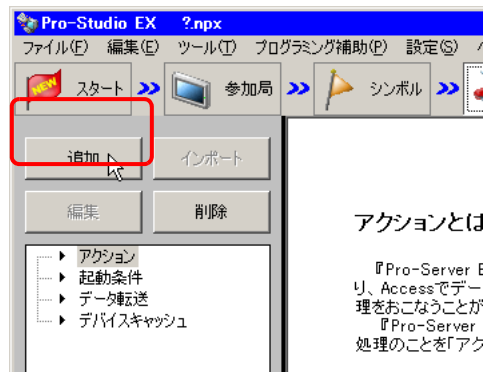 Pro-Studio EX ?.npx
ファイル(F) 編集(E) ツール(T) プログラミング補助(P) 設定(S)
NEW スタート 参加局 シンボル
追加 インポート
編集 削除
アクション
起動条件
データ転送
デバイスキャッシュ
アクションとは
『Pro-Server E
り、Accessでデー
理をおこなうことが
『Pro-Server
処理のことを「アク